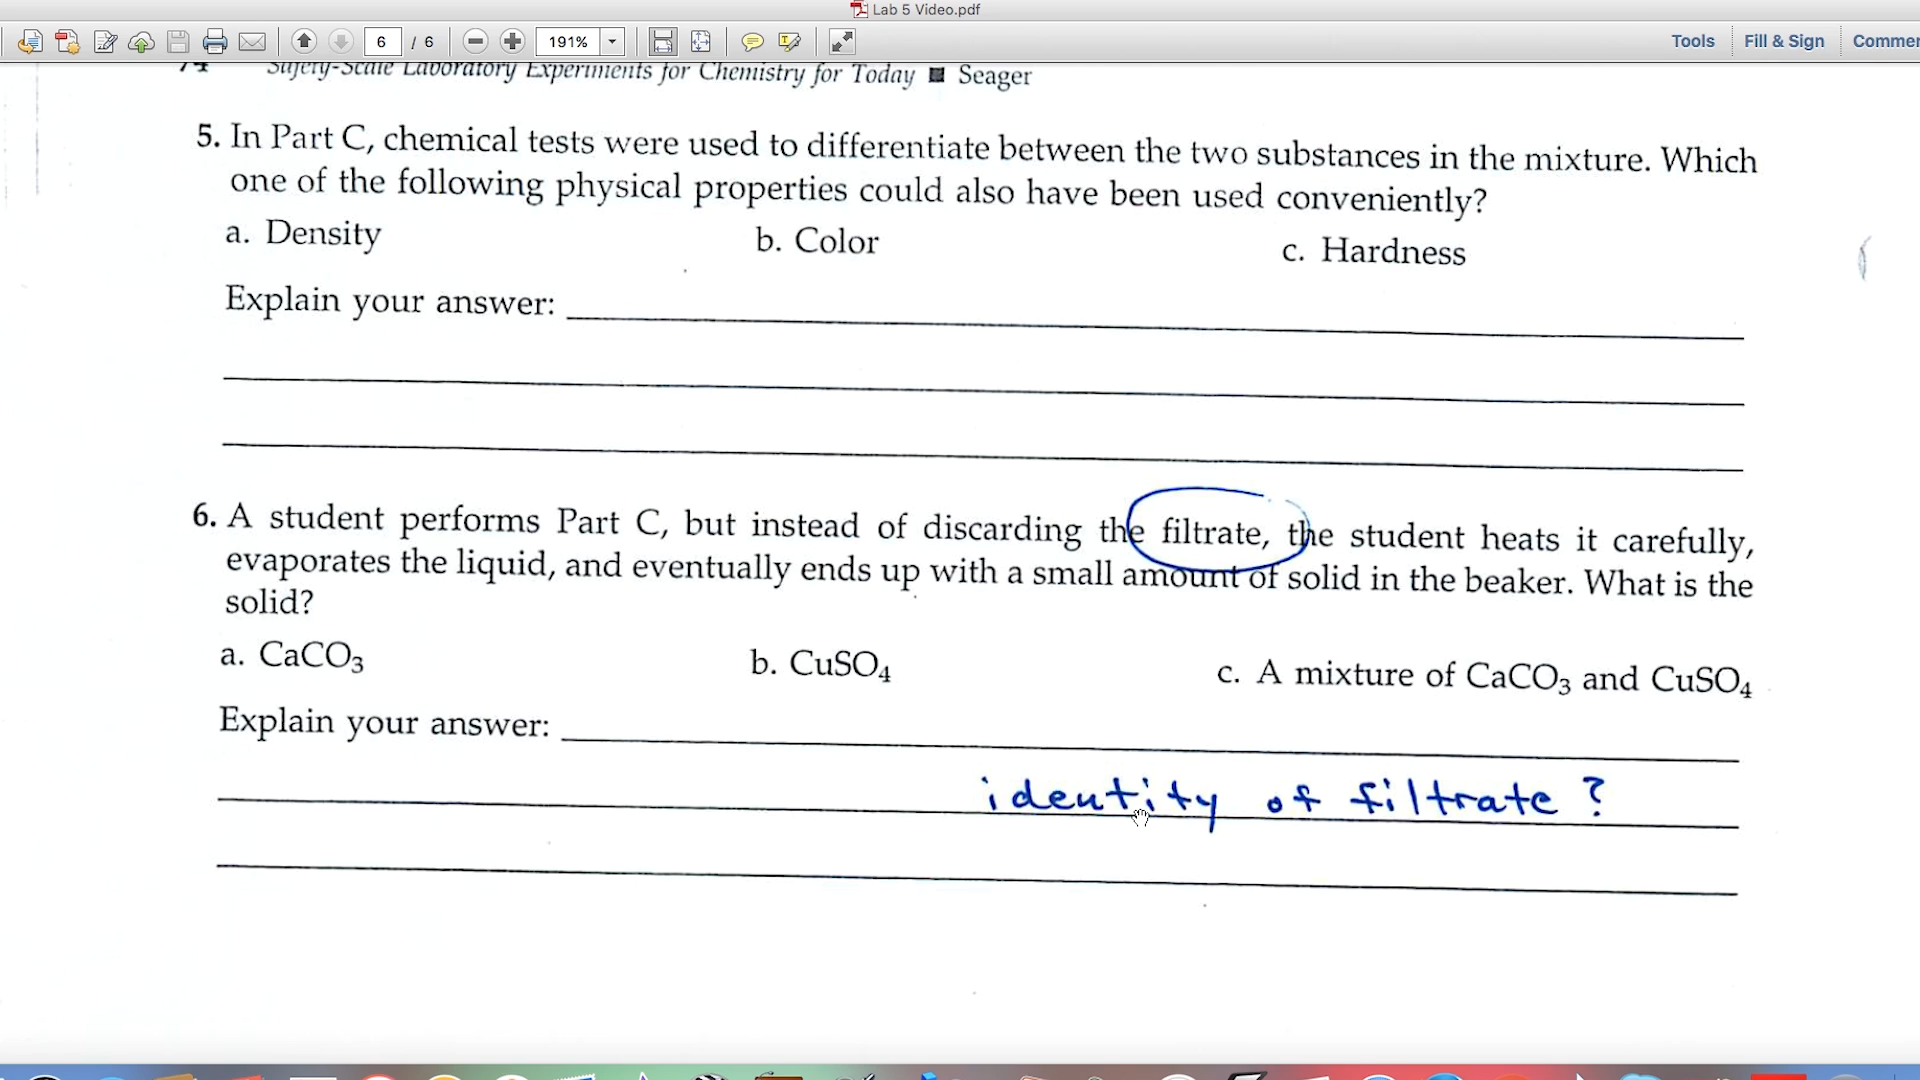 Lab 5 Video.pdf
6 / 6 191% Tools Fill & Sign Commen
74 Safety-Scale Laboratory Experiments for Chemistry for Today ■ Seager
5. In Part C, chemical tests were used to differentiate between the two substances in the mixture. Which
one of the following physical properties could also have been used conveniently?
a. Density b. Color c. Hardness
Explain your answer:
6. A student performs Part C, but instead of discarding the filtrate, the student heats it carefully,
evaporates the liquid, and eventually ends up with a small amount of solid in the beaker. What is the
solid?
a. CaCO₃ b. CuSO₄ c. A mixture of CaCO₃ and CuSO₄
Explain your answer:
identity of filtrate ?